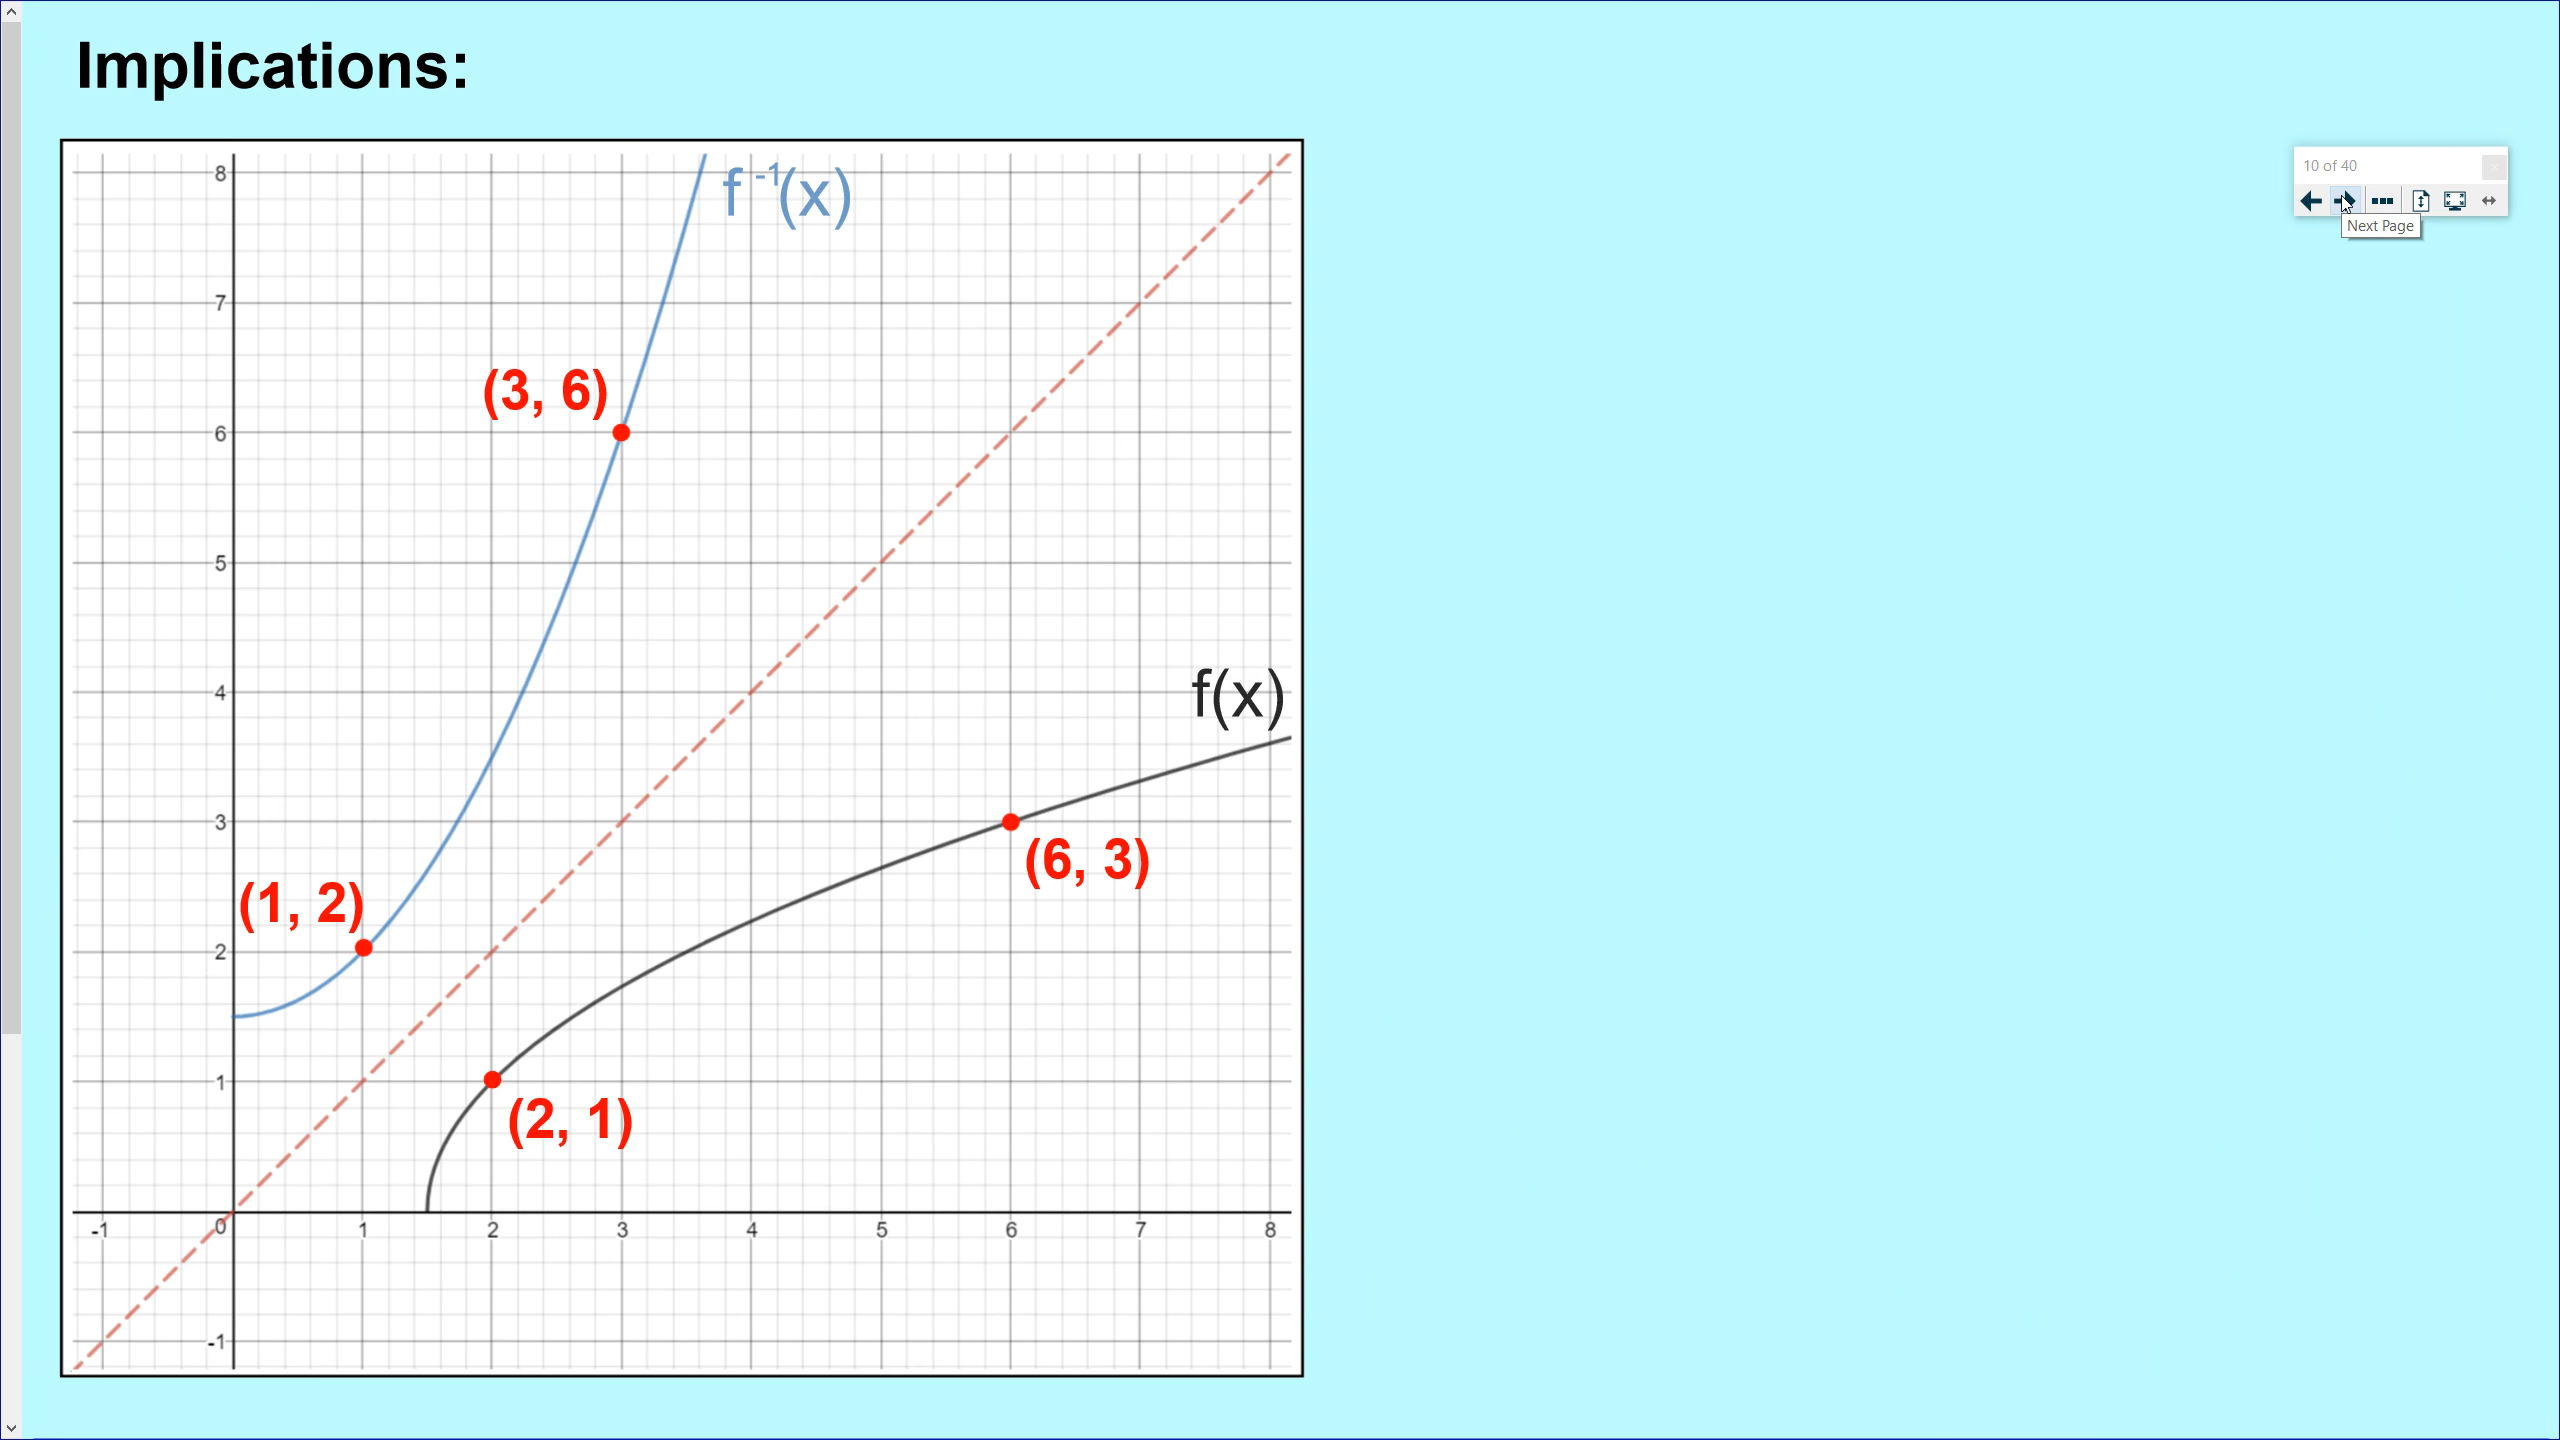 Implications:
10 of 40
Next Page
8
f -1(x)
7
(3, 6)
6
5
4
f(x)
3
(6, 3)
(1, 2)
2
1
(2, 1)
-1 0 1 2 3 4 5 6 7 8
-1